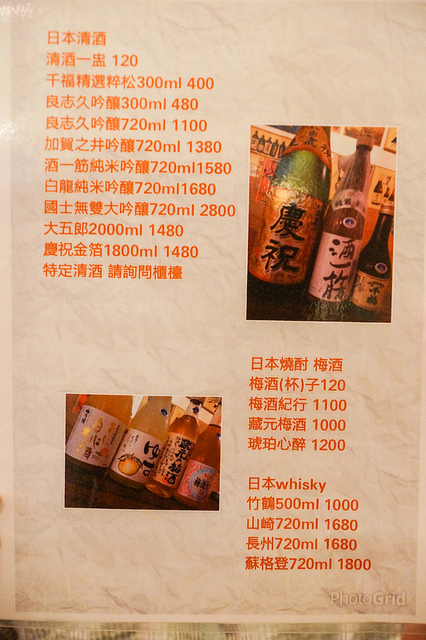 日本清酒
清酒一盅 120
千福精選粹松300ml 400
良志久吟釀300ml 480
良志久吟釀720ml 1100
加賀之井吟釀720ml 1380
酒一筋純米吟釀720ml1580
白龍純米吟釀720ml1680
國士無雙大吟釀720ml 2800
大五郎2000ml 1480
慶祝金箔1800ml 1480
特定清酒 請詢問櫃檯
慶祝
酒一筋
日本燒酎 梅酒
梅酒(杯)子120
梅酒紀行 1100
藏元梅酒 1000
琥珀心醉 1200
ゆず
藏元の梅酒
日本whisky
竹鶴500ml 1000
山崎720ml 1680
長州720ml 1680
蘇格登720ml 1800
PhotoGrid